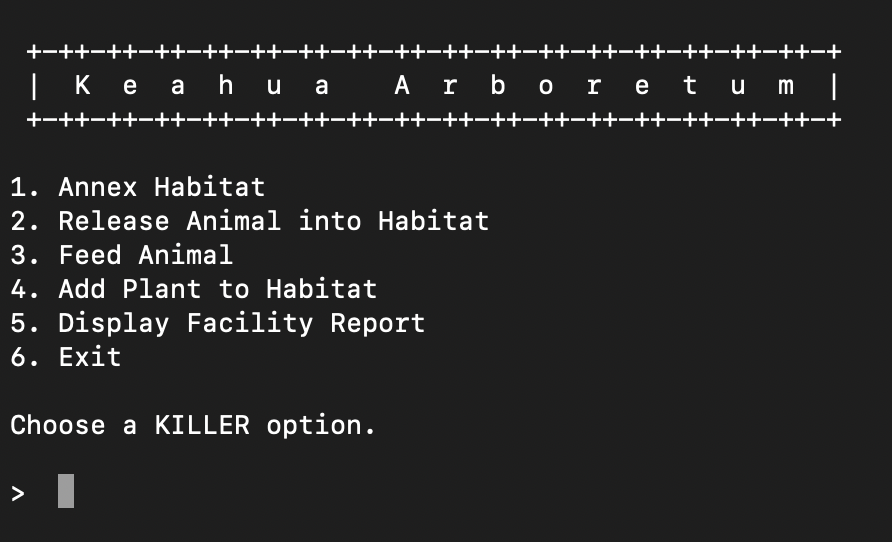 +-++-++-++-++-++-++-++-++-++-++-++-++-++-++-++-++-+
|  K  e  a  h  u  a    A  r  b  o  r  e  t  u  m  |
+-++-++-++-++-++-++-++-++-++-++-++-++-++-++-++-++-+
1. Annex Habitat
2. Release Animal into Habitat
3. Feed Animal
4. Add Plant to Habitat
5. Display Facility Report
6. Exit
Choose a KILLER option.
>